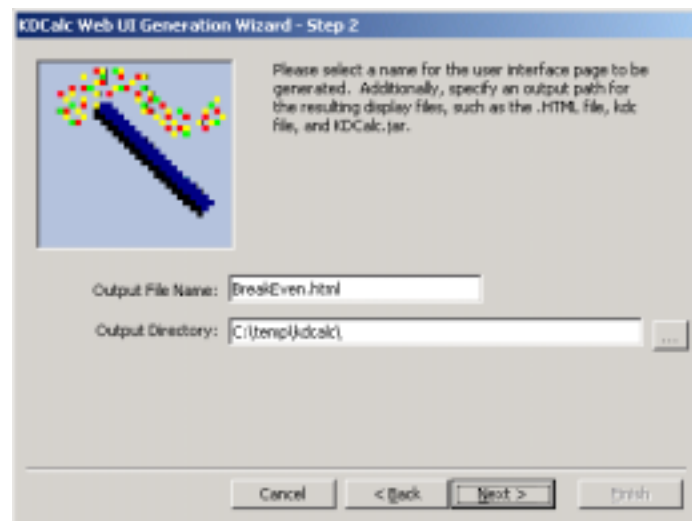 KDCalc Web UI Generation Wizard - Step 2
Please select a name for the user interface page to be
generated. Additionally, specify an output path for
the resulting display files, such as the .HTML file, kdc
file, and KDCalc.jar.
Output File Name: BreakEven.html
Output Directory: C:\temp\kdcalc\
...
Cancel < Back Next > Finish